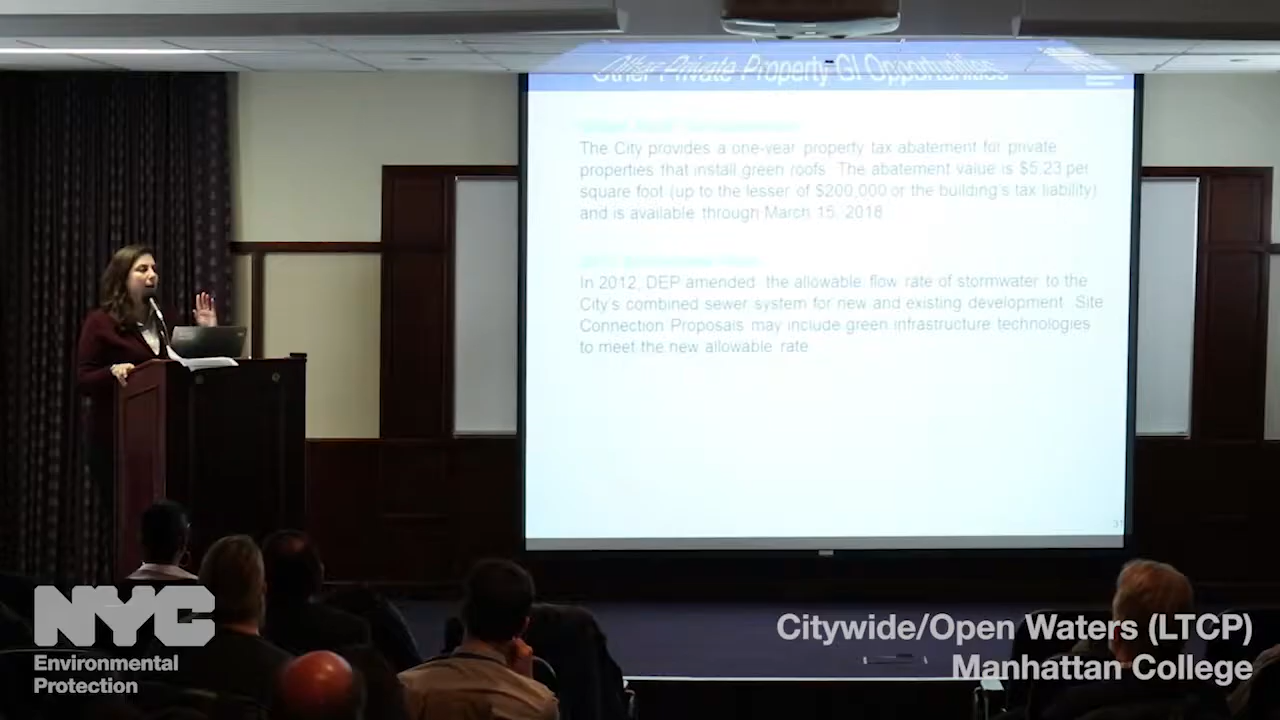 Other Private Property GI Opportunities
The City provides a one-year property tax abatement for private
properties that install green roofs. The abatement value is $5.23 per
square foot (up to the lesser of $200,000 or the building's tax liability)
and is available through March 15, 2018
In 2012, DEP amended the allowable flow rate of stormwater to the
City's combined sewer system for new and existing development. Site
Connection Proposals may include green infrastructure technologies
to meet the new allowable rate
NYC
Environmental
Protection
Citywide/Open Waters (LTCP)
Manhattan College